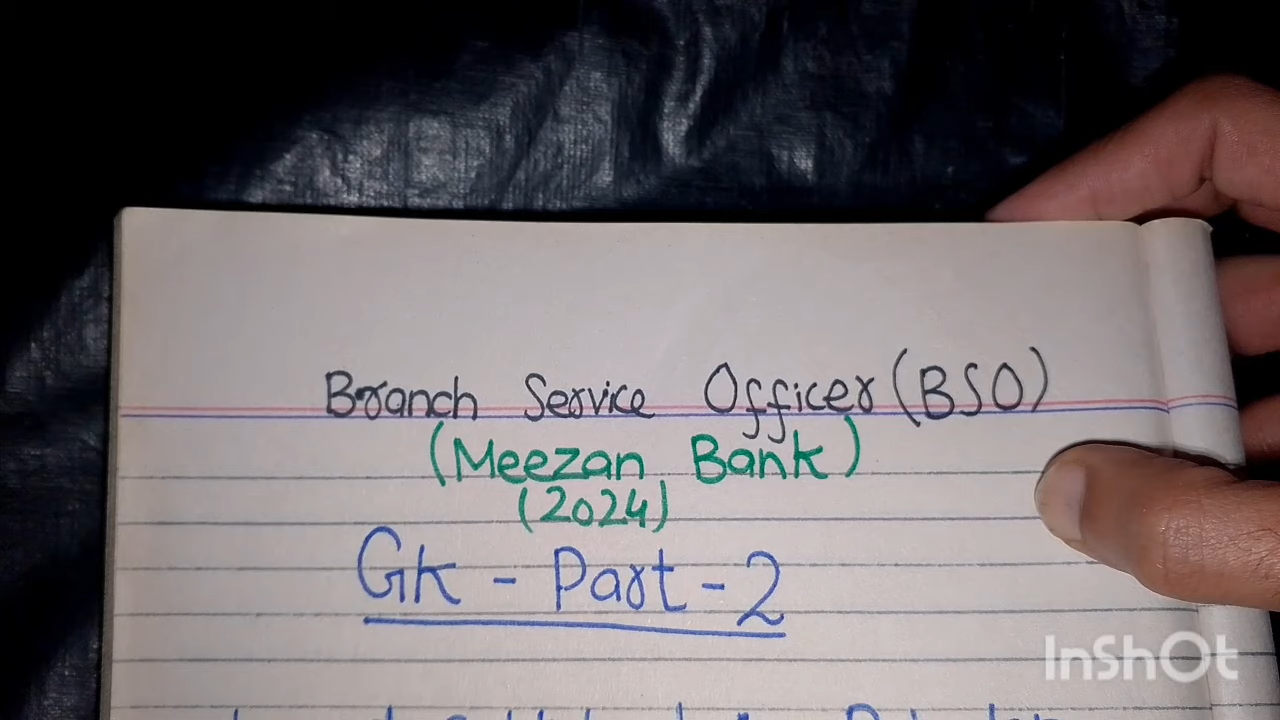 Branch Service Officer (BSO)
(Meezan Bank)
(2024)
GK - Part - 2
InShOt